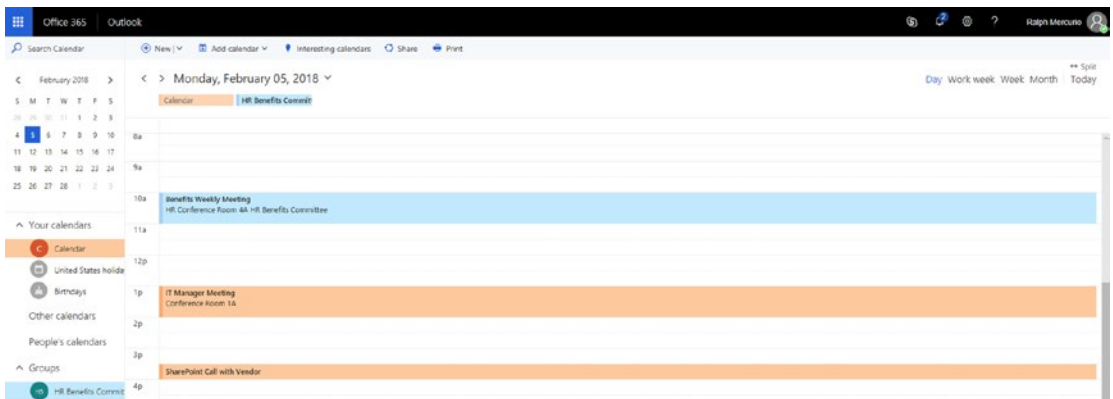 Office 365 Outlook
2
?
Ralph Mercurio
Search Calendar
New
Add calendar
Interesting calendars
Share
Print
February 2018
S M T W T F S
28 29 30 31 1 2 3
4 5 6 7 8 9 10
11 12 13 14 15 16 17
18 19 20 21 22 23 24
25 26 27 28 1 2 3
Your calendars
C Calendar
United States holida
Birthdays
Other calendars
People's calendars
Groups
HB HR Benefits Commit
Monday, February 05, 2018
Split
Day Work week Week Month Today
Calendar
HR Benefits Commit
8a
9a
10a
Benefits Weekly Meeting
HR Conference Room 4A HR Benefits Committee
11a
12p
1p
IT Manager Meeting
Conference Room 1A
2p
3p
SharePoint Call with Vendor
4p